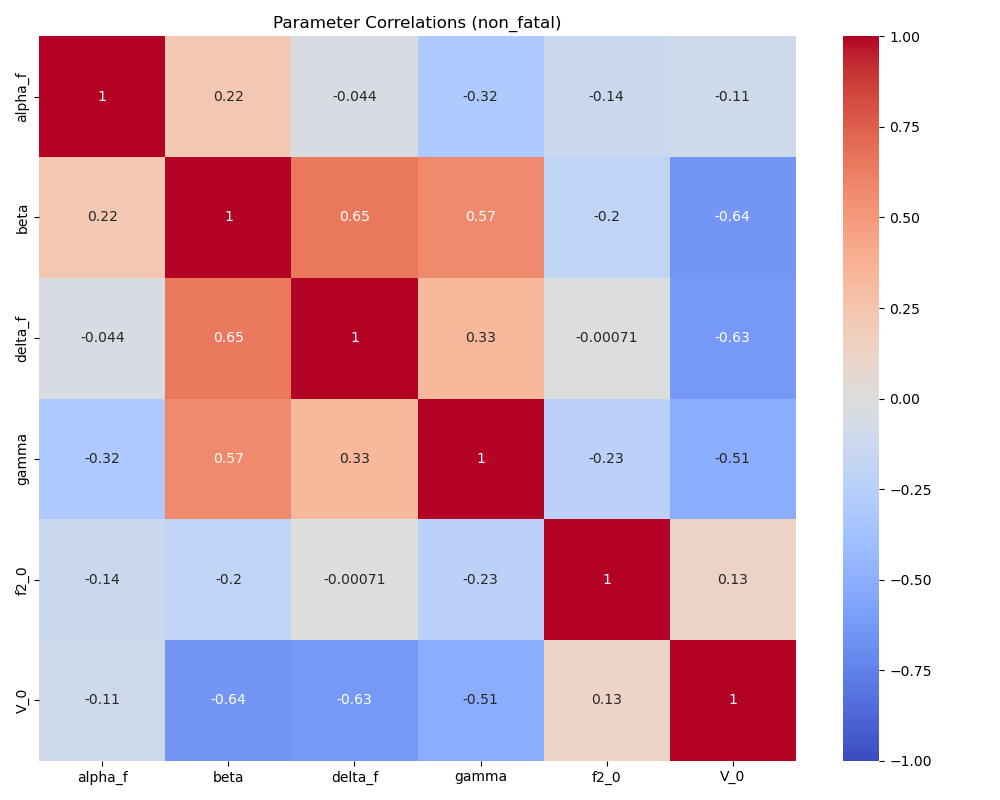 Parameter Correlations (non_fatal)
alpha_f 1 0.22 -0.044 -0.32 -0.14 -0.11
beta 0.22 1 0.65 0.57 -0.2 -0.64
delta_f -0.044 0.65 1 0.33 -0.00071 -0.63
gamma -0.32 0.57 0.33 1 -0.23 -0.51
f2_0 -0.14 -0.2 -0.00071 -0.23 1 0.13
V_0 -0.11 -0.64 -0.63 -0.51 0.13 1
alpha_f beta delta_f gamma f2_0 V_0
1.00
0.75
0.50
0.25
0.00
−0.25
−0.50
−0.75
−1.00